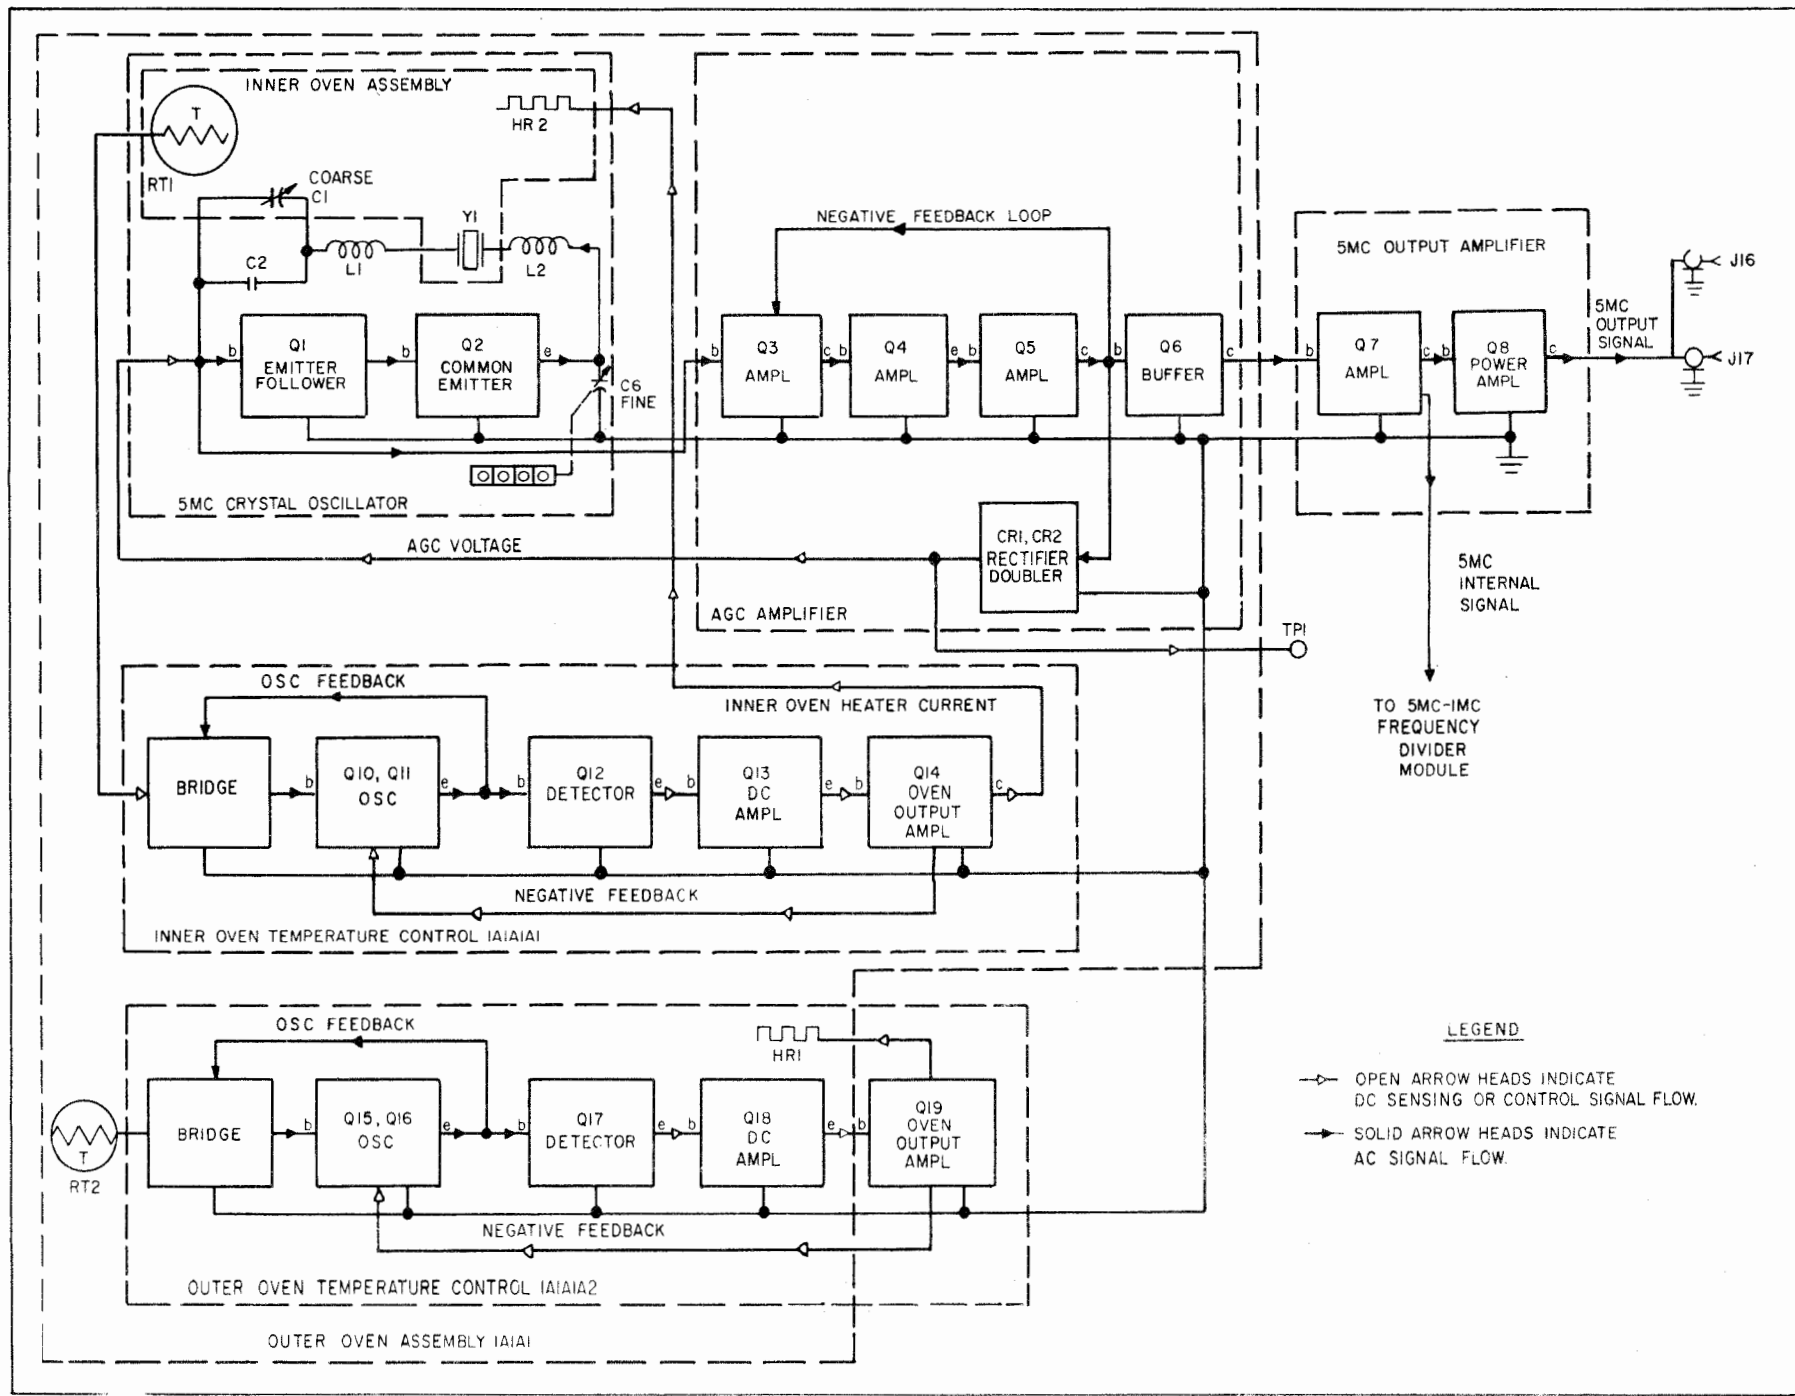 INNER OVEN ASSEMBLY
T
RT1
HR 2
COARSE
C1
C2
L1
Y1
L2
b
Q1
EMITTER
FOLLOWER
b
Q2
COMMON
EMITTER
e
C6
FINE
5MC CRYSTAL OSCILLATOR
NEGATIVE FEEDBACK LOOP
b
Q3
AMPL
c
b
Q4
AMPL
e
b
Q5
AMPL
c
b
Q6
BUFFER
c
CR1, CR2
RECTIFIER
DOUBLER
AGC AMPLIFIER
AGC VOLTAGE
TP1
5MC OUTPUT AMPLIFIER
b
Q7
AMPL
c
b
Q8
POWER
AMPL
c
5MC
OUTPUT
SIGNAL
J16
J17
5MC
INTERNAL
SIGNAL
TO 5MC-1MC
FREQUENCY
DIVIDER
MODULE
OSC FEEDBACK
INNER OVEN HEATER CURRENT
BRIDGE
b
Q10, Q11
OSC
e
b
Q12
DETECTOR
e
b
Q13
DC
AMPL
e
b
Q14
OVEN
OUTPUT
AMPL
c
NEGATIVE FEEDBACK
INNER OVEN TEMPERATURE CONTROL 1A1A1A1
OSC FEEDBACK
HR1
T
RT2
BRIDGE
b
Q15, Q16
OSC
e
b
Q17
DETECTOR
e
b
Q18
DC
AMPL
e
b
Q19
OVEN
OUTPUT
AMPL
NEGATIVE FEEDBACK
OUTER OVEN TEMPERATURE CONTROL 1A1A1A2
OUTER OVEN ASSEMBLY 1A1A1
LEGEND
OPEN ARROW HEADS INDICATE
DC SENSING OR CONTROL SIGNAL FLOW.
SOLID ARROW HEADS INDICATE
AC SIGNAL FLOW.